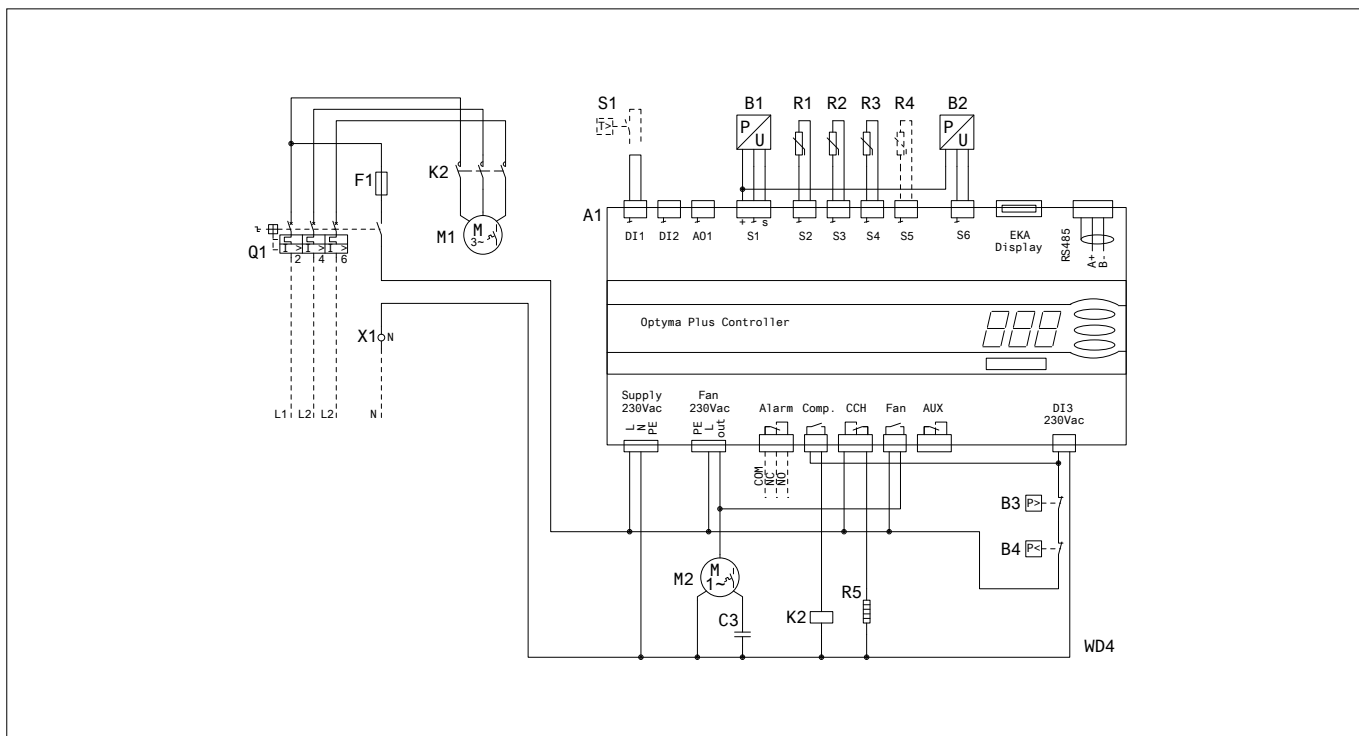 S1 B1 R1 R2 R3 R4 B2
T> P U P U
F1 K2
A1
M1 M 3~
+ s
DI1 DI2 AO1 S1 S2 S3 S4 S5 S6 EKA Display RS485 A+ B-
Q1 I > I > I >
2 4 6
Optyma Plus Controller
X1 N
Supply 230Vac Fan 230Vac Alarm Comp. CCH Fan AUX DI3 230Vac
L1 L2 L2 N
L N PE PE L out
COM NC NO
B3 P>
B4 P<
M2 M 1~
R5
C3 K2
WD4